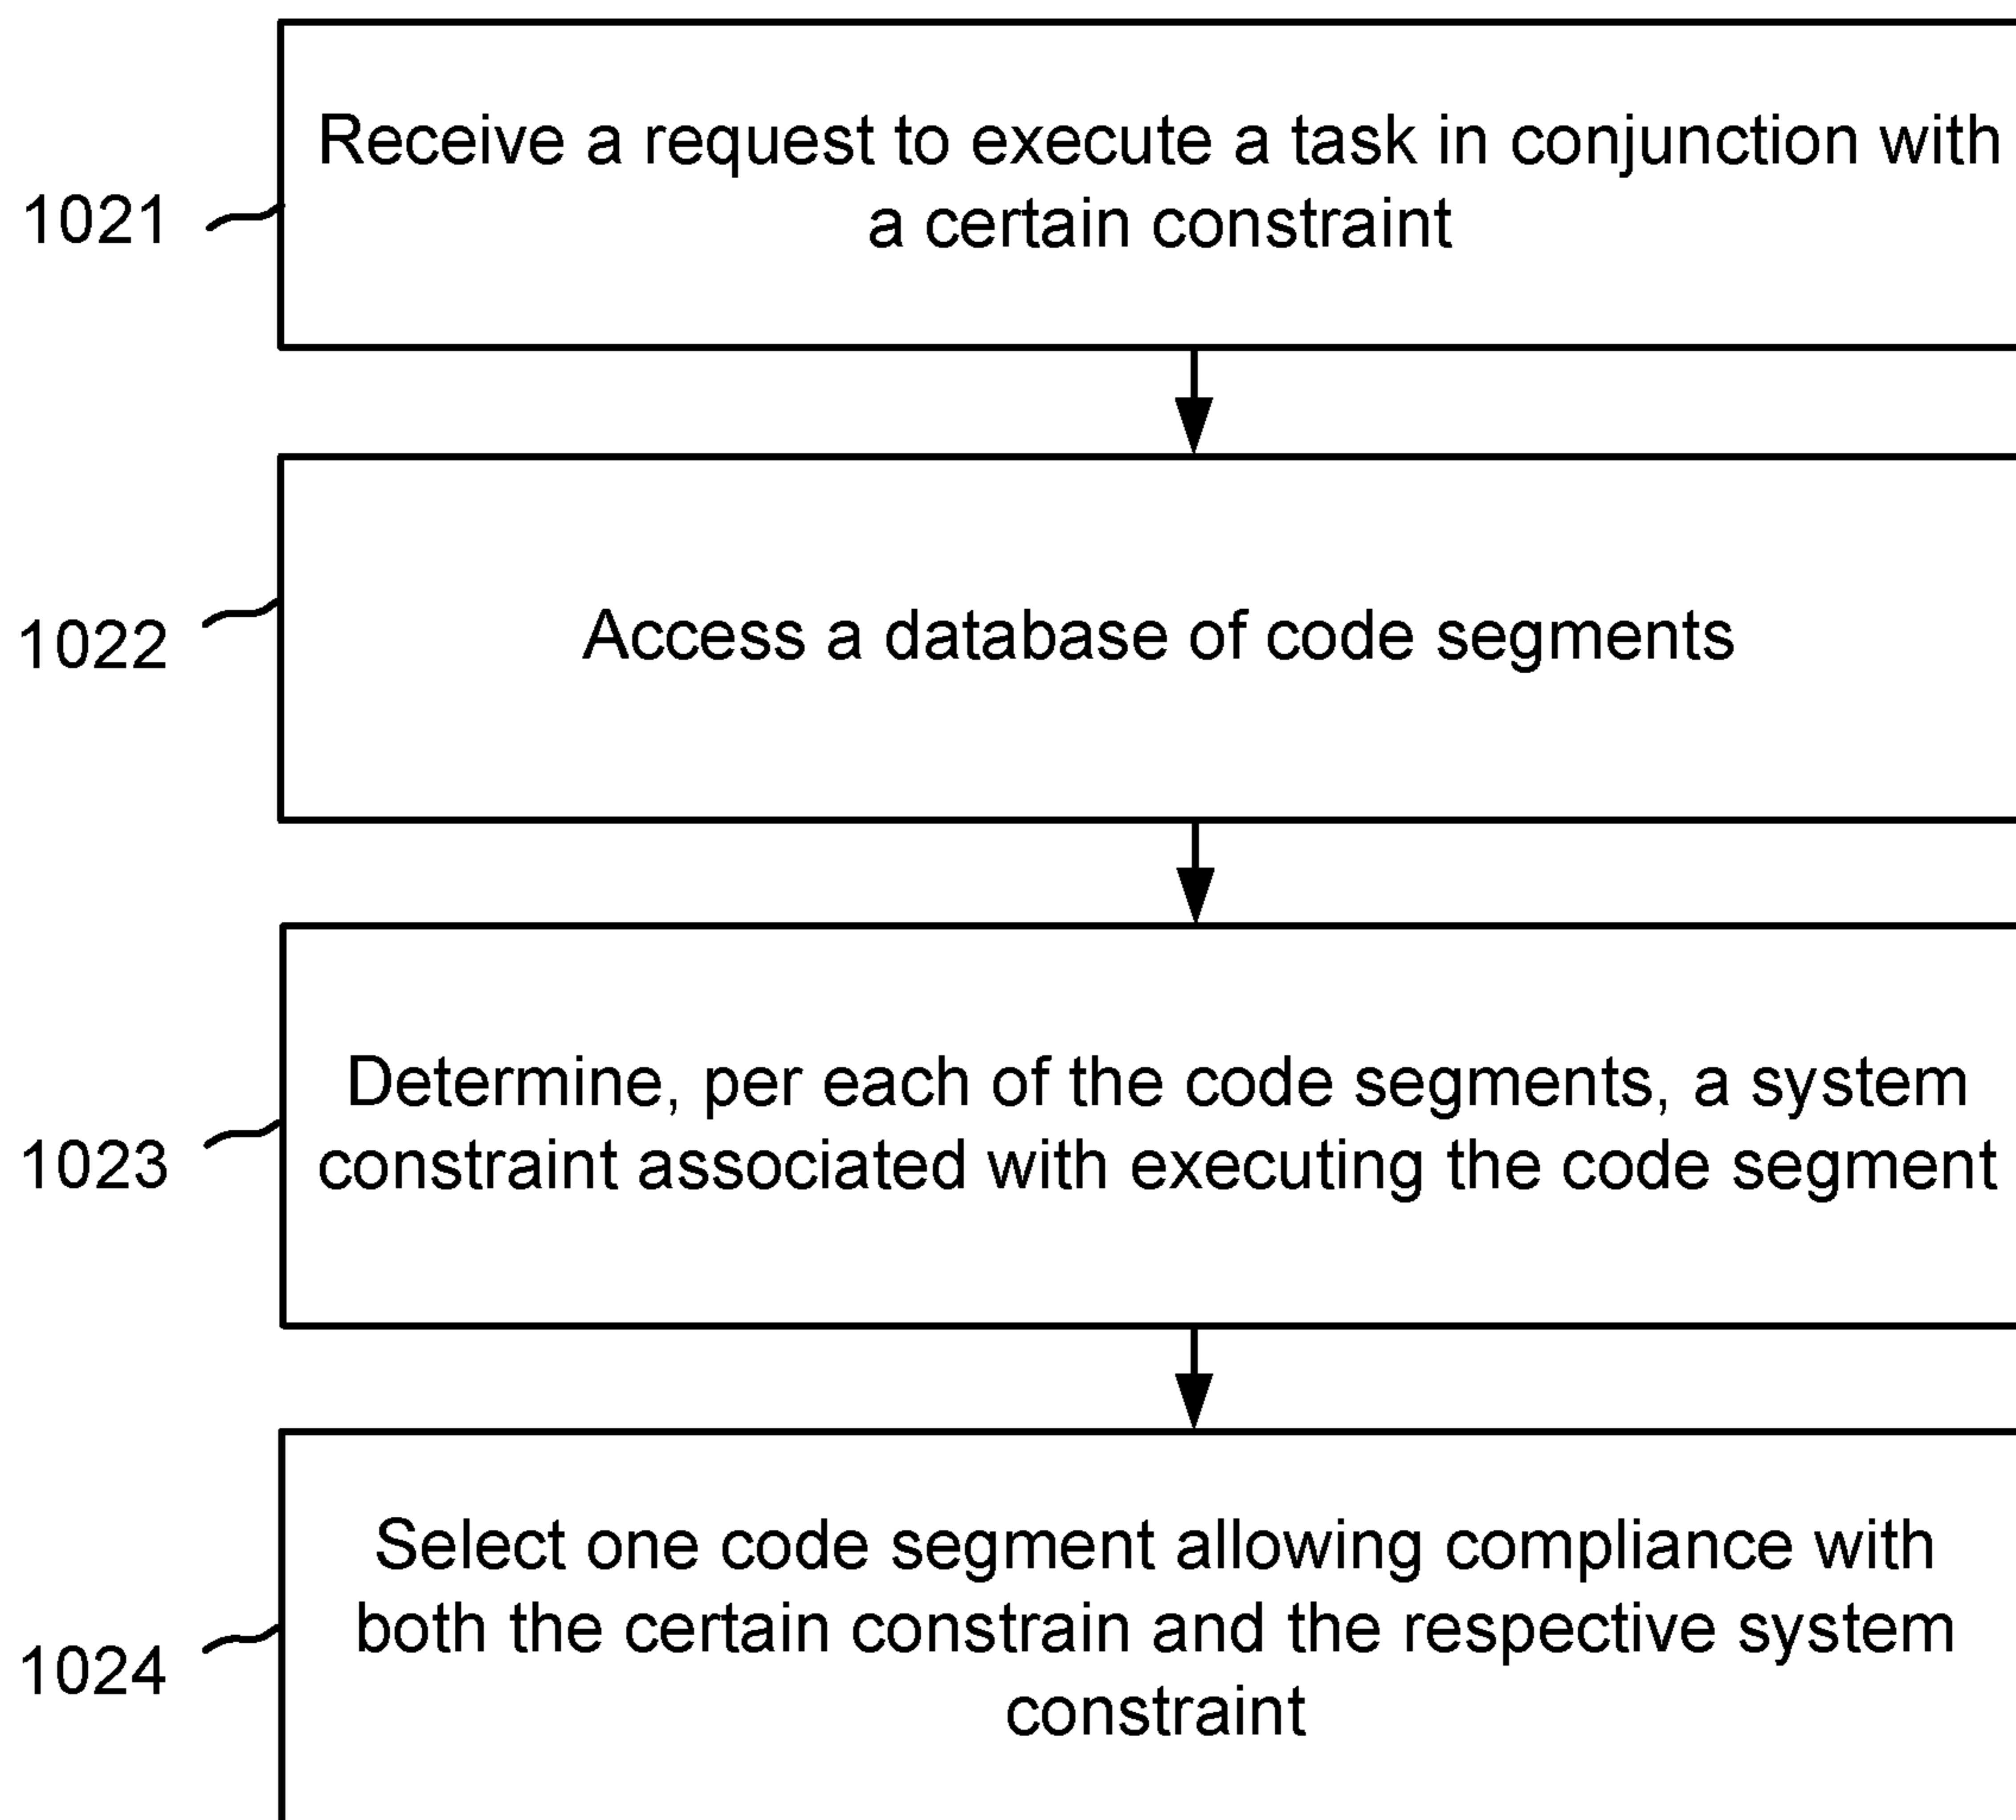 Receive a request to execute a task in conjunction with
a certain constraint
1021
Access a database of code segments
1022
Determine, per each of the code segments, a system
constraint associated with executing the code segment
1023
Select one code segment allowing compliance with
both the certain constrain and the respective system
constraint
1024